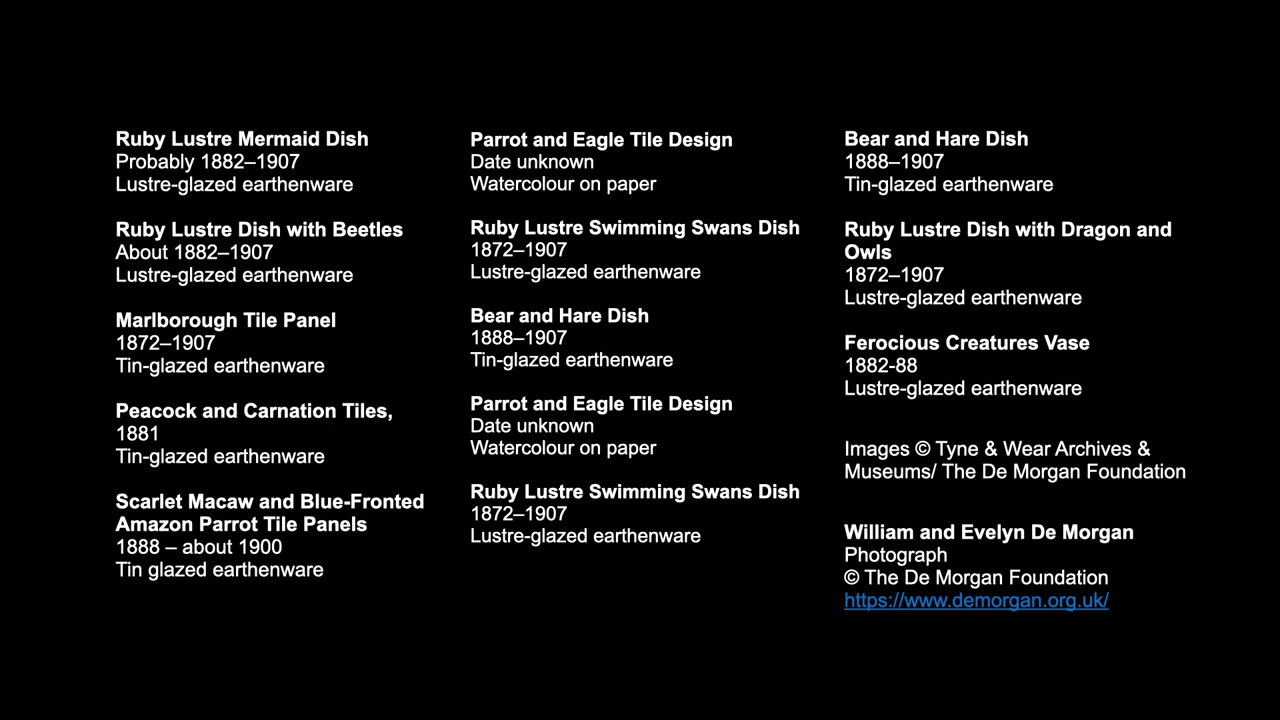 Ruby Lustre Mermaid Dish
Probably 1882–1907
Lustre-glazed earthenware
Ruby Lustre Dish with Beetles
About 1882–1907
Lustre-glazed earthenware
Marlborough Tile Panel
1872–1907
Tin-glazed earthenware
Peacock and Carnation Tiles,
1881
Tin-glazed earthenware
Scarlet Macaw and Blue-Fronted
Amazon Parrot Tile Panels
1888 – about 1900
Tin glazed earthenware
Parrot and Eagle Tile Design
Date unknown
Watercolour on paper
Ruby Lustre Swimming Swans Dish
1872–1907
Lustre-glazed earthenware
Bear and Hare Dish
1888–1907
Tin-glazed earthenware
Parrot and Eagle Tile Design
Date unknown
Watercolour on paper
Ruby Lustre Swimming Swans Dish
1872–1907
Lustre-glazed earthenware
Bear and Hare Dish
1888–1907
Tin-glazed earthenware
Ruby Lustre Dish with Dragon and
Owls
1872–1907
Lustre-glazed earthenware
Ferocious Creatures Vase
1882-88
Lustre-glazed earthenware
Images © Tyne & Wear Archives &
Museums/ The De Morgan Foundation
William and Evelyn De Morgan
Photograph
© The De Morgan Foundation
https://www.demorgan.org.uk/